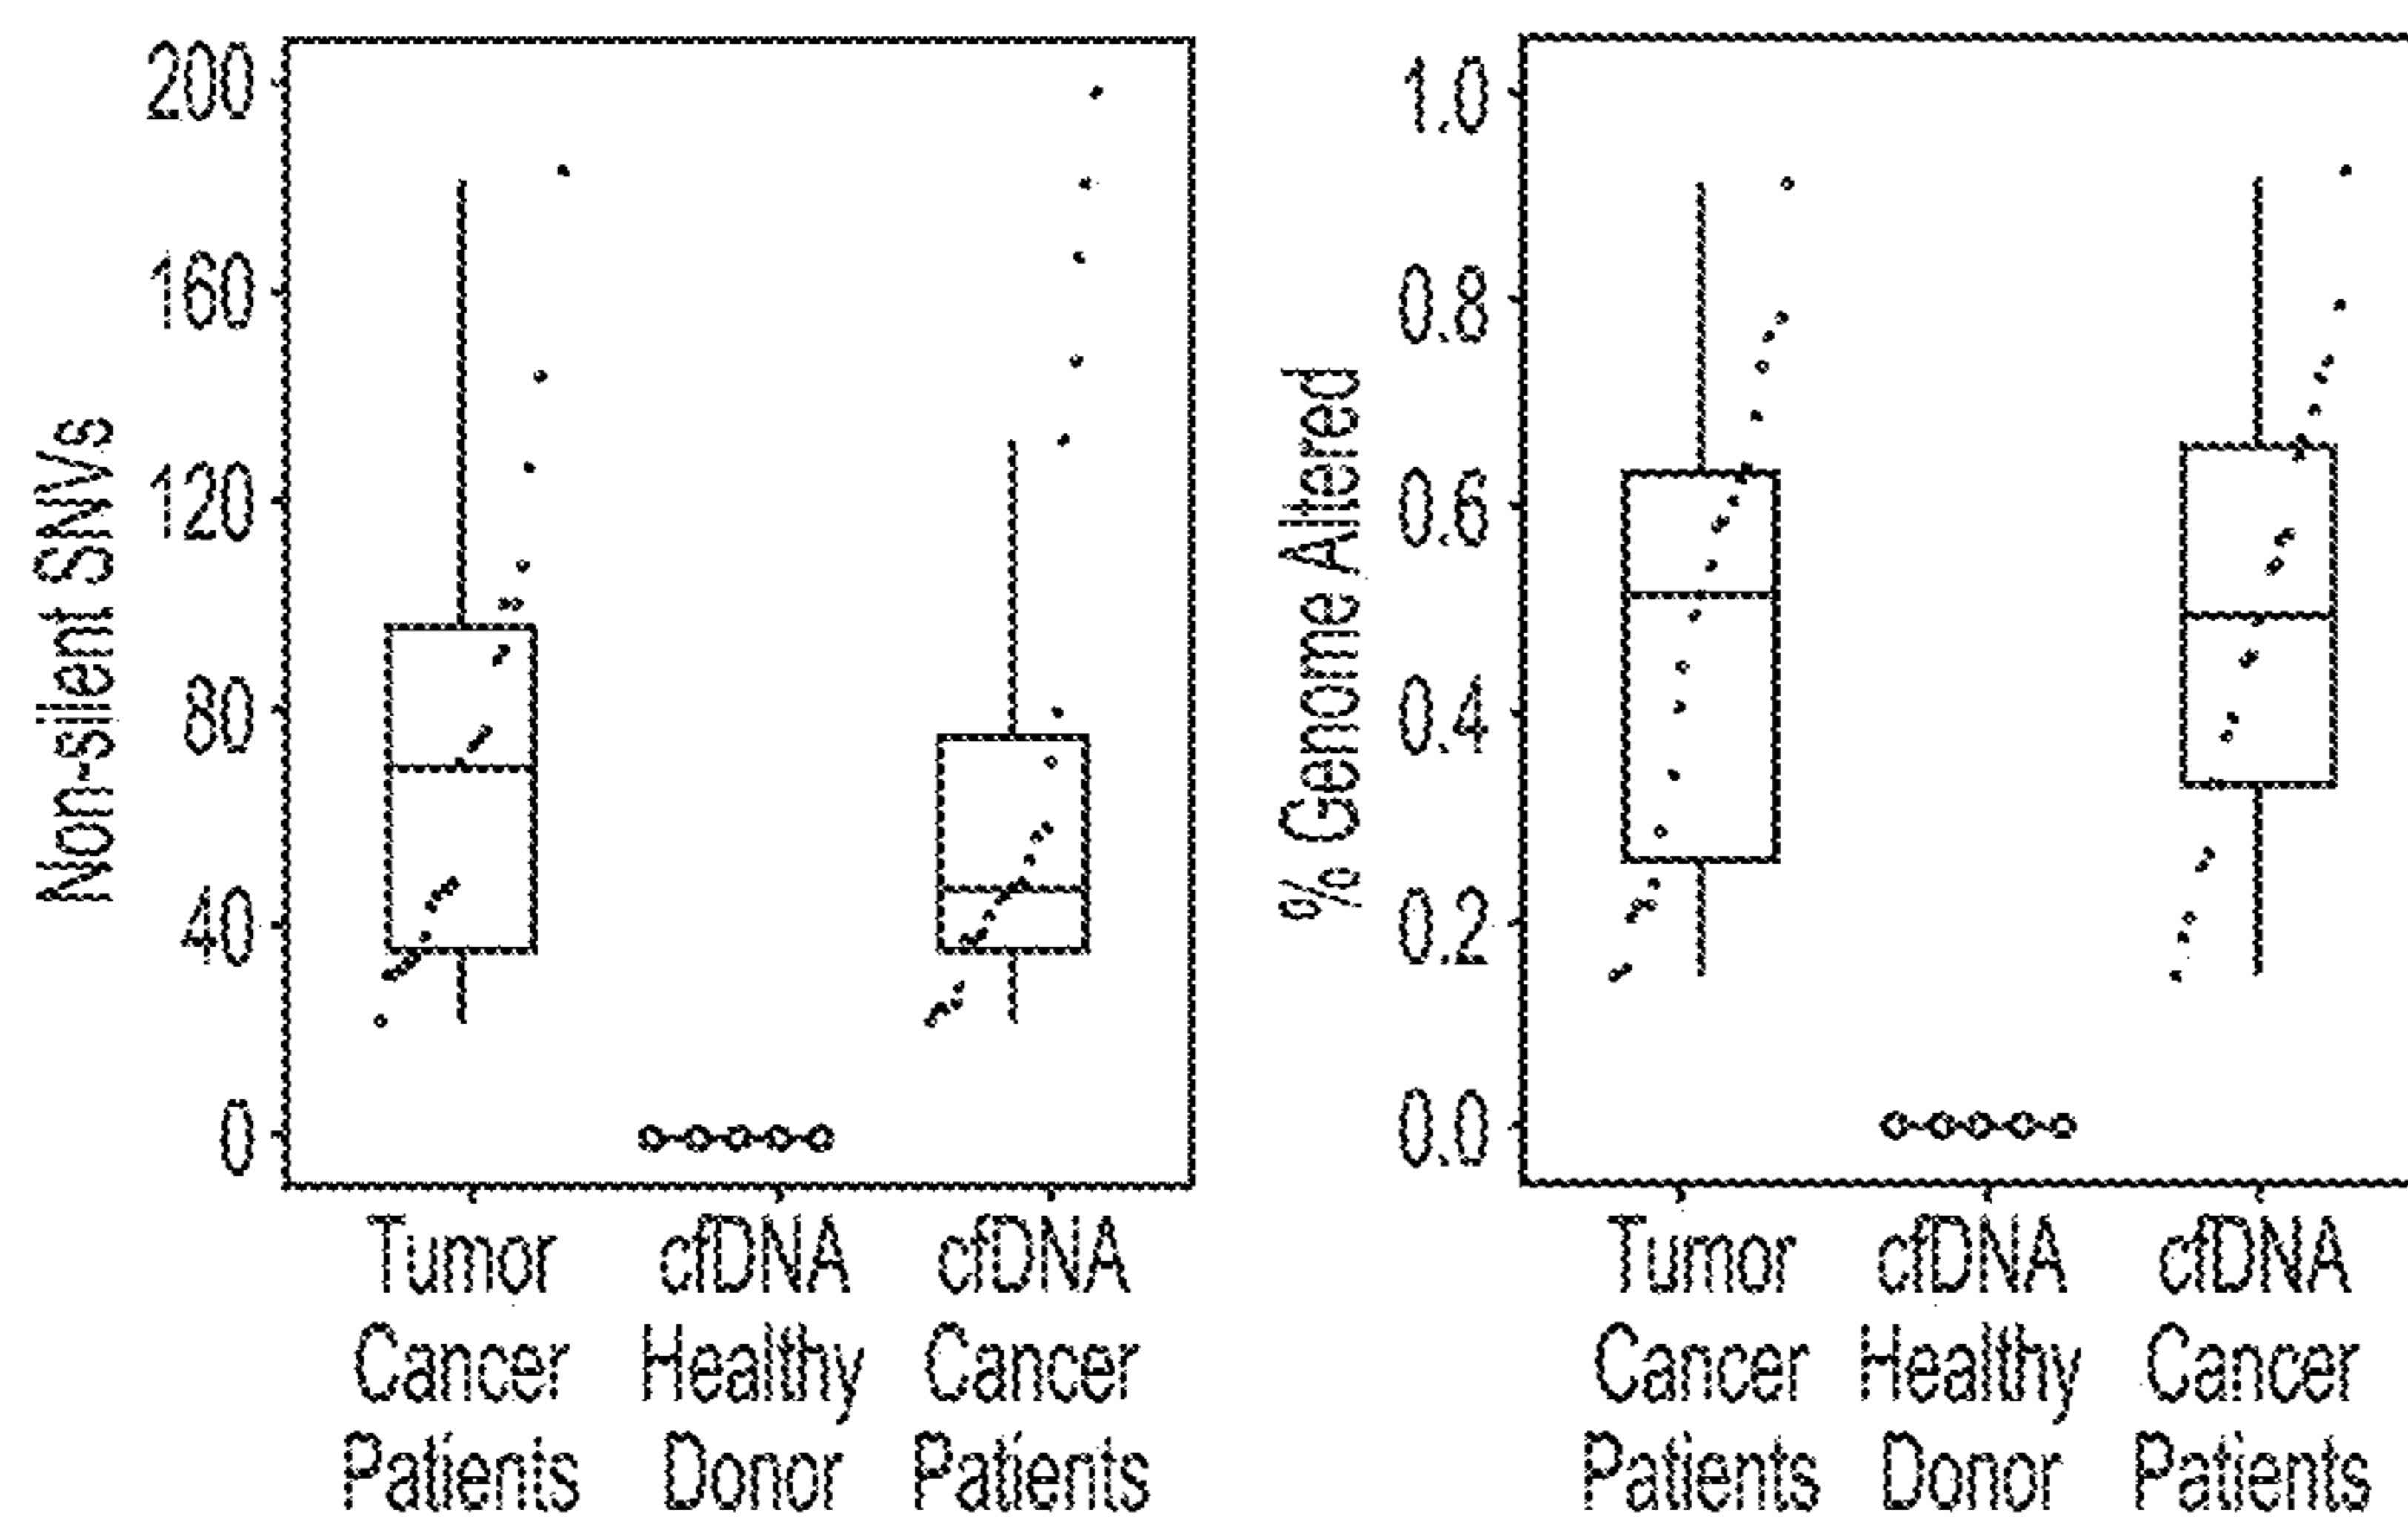 Non-silient SNVs
200
160
120
80
40
0
Tumor cfDNA cfDNA
Cancer Healthy Cancer
Patients Donor Patients
% Genome Altered
1.0
0.8
0.6
0.4
0.2
0.0
Tumor cfDNA cfDNA
Cancer Healthy Cancer
Patients Donor Patients